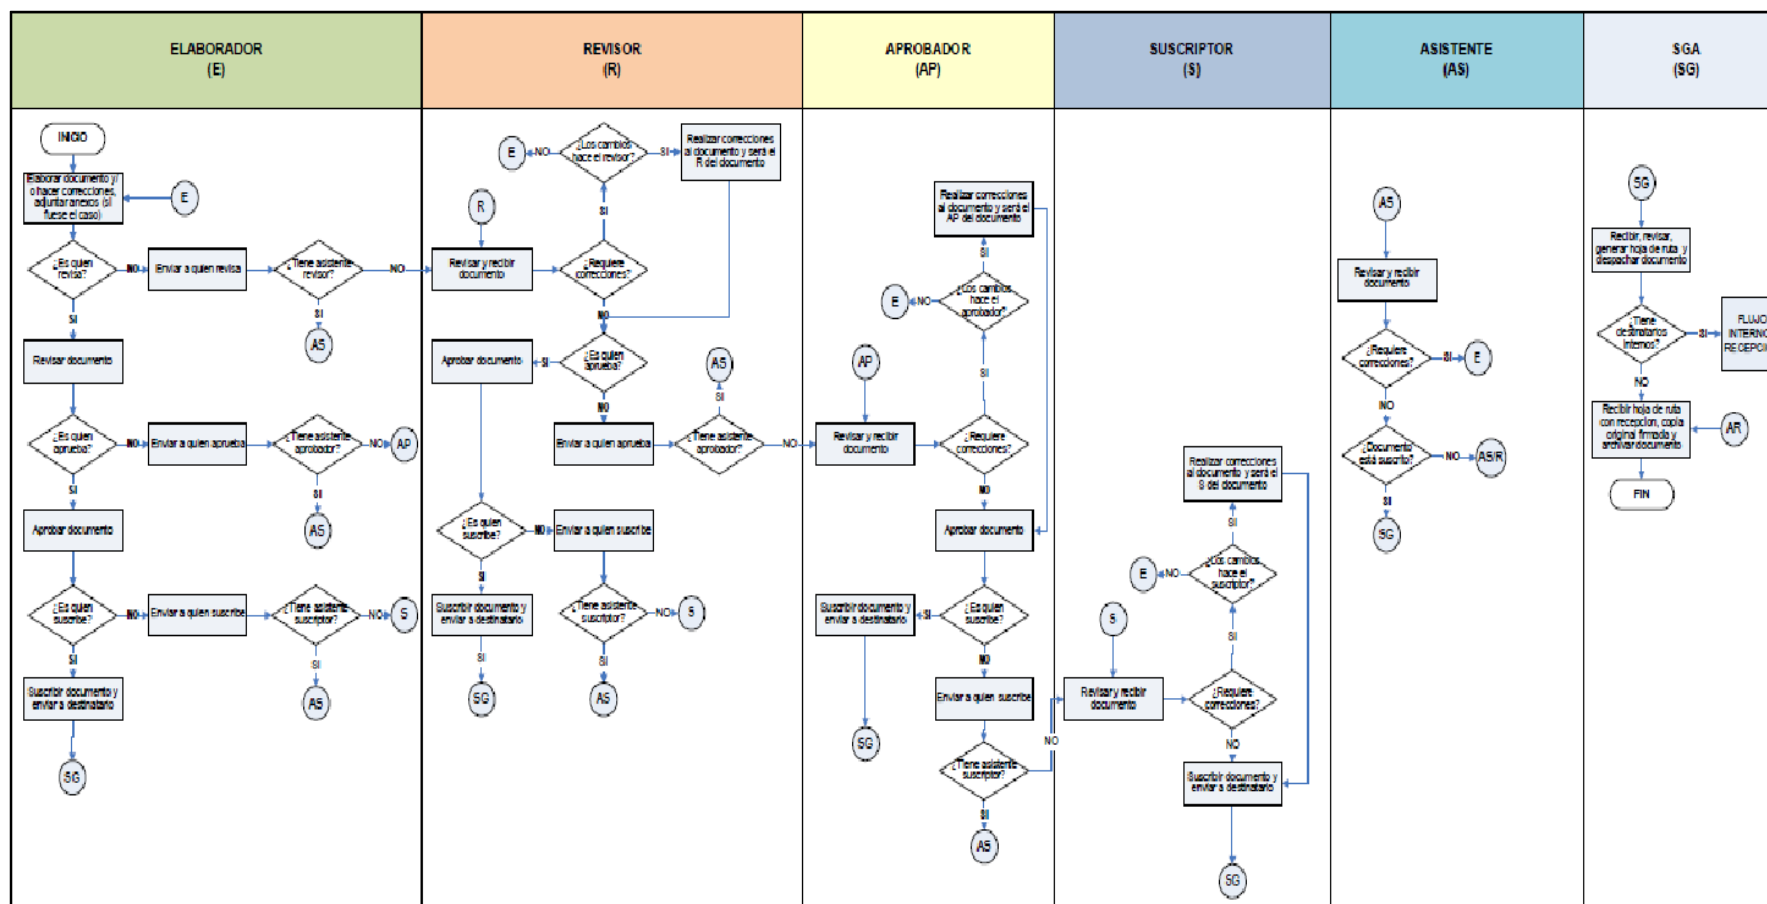 ELABORADOR
(E)
REVISOR
(R)
APROBADOR
(AP)
SUSCRIPTOR
(S)
ASISTENTE
(AS)
SGA
(SG)
INICIO
Elaborar documento y/
o hacer correcciones,
adjuntar anexos (si
fuese el caso)
E
¿Es quien
revisa?
NO
Enviar a quien revisa
¿Tiene asistente
revisor?
NO
SI
AS
SI
Revisar documento
¿Es quien
aprueba?
NO
Enviar a quien aprueba
¿Tiene asistente
aprobador?
NO
AP
SI
AS
SI
Aprobar documento
¿Es quien
suscribe?
NO
Enviar a quien suscribe
¿Tiene asistente
suscriptor?
NO
S
SI
AS
SI
Suscribir documento y
enviar a destinatario
SG
E
NO
¿Los cambios
hace el revisor?
SI
Realizar correcciones
al documento y será el
R del documento
R
SI
Revisar y recibir
documento
¿Requiere
correcciones?
NO
Aprobar documento
SI
¿Es quien
aprueba?
AS
SI
NO
Enviar a quien aprueba
¿Tiene asistente
aprobador?
NO
¿Es quien
suscribe?
NO
Enviar a quien suscribe
SI
Suscribir documento y
enviar a destinatario
¿Tiene asistente
suscriptor?
NO
S
SI
SG
SI
AS
Realizar correcciones
al documento y será el
AP del documento
SI
E
NO
¿Los cambios
hace el
aprobador?
AP
SI
Revisar y recibir
documento
¿Requiere
correcciones?
NO
Aprobar documento
Suscribir documento y
enviar a destinatario
SI
¿Es quien
suscribe?
NO
Enviar a quien suscribe
SG
¿Tiene asistente
suscriptor?
NO
SI
AS
Realizar correcciones
al documento y será el
S del documento
SI
E
NO
¿Los cambios
hace el
suscriptor?
S
SI
Revisar y recibir
documento
¿Requiere
correcciones?
NO
Suscribir documento y
enviar a destinatario
SG
AS
Revisar y recibir
documento
¿Requiere
correcciones?
SI
E
NO
¿Documento
está suscrito?
NO
AS/R
SI
SG
SG
Recibir, revisar,
generar hoja de ruta y
despachar documento
¿Tiene
destinatarios
internos?
SI
FLUJO
INTERNO
RECEPCI
NO
Recibir hoja de ruta
con recepción, copia
original firmada y
archivar documento
AR
FIN